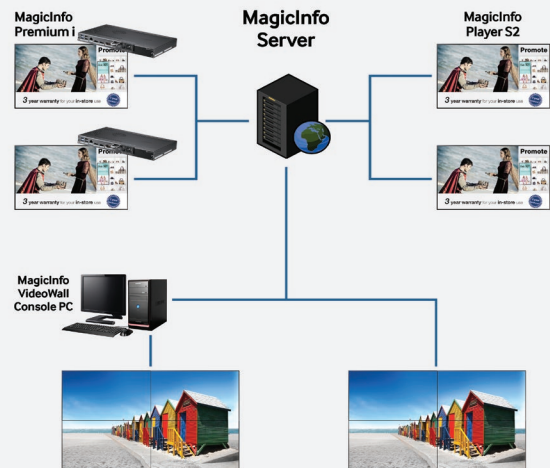 MagicInfo
Premium i
Promote
3 year warranty for your in-store use
Promote
3 year warranty for your in-store use
MagicInfo
Server
MagicInfo
Player S2
Promote
3 year warranty for your in-store use
Promote
3 year warranty for your in-store use
MagicInfo
VideoWall
Console PC